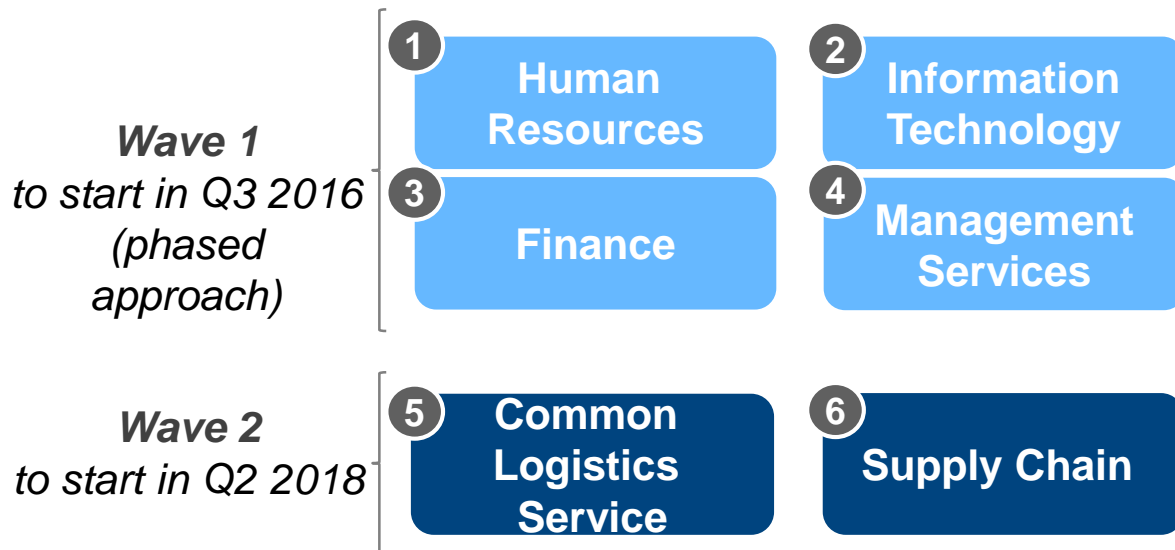 Wave 1
to start in Q3 2016
(phased
approach)
1
Human
Resources
2
Information
Technology
3
Finance
4
Management
Services
Wave 2
to start in Q2 2018
5
Common
Logistics
Service
6
Supply Chain